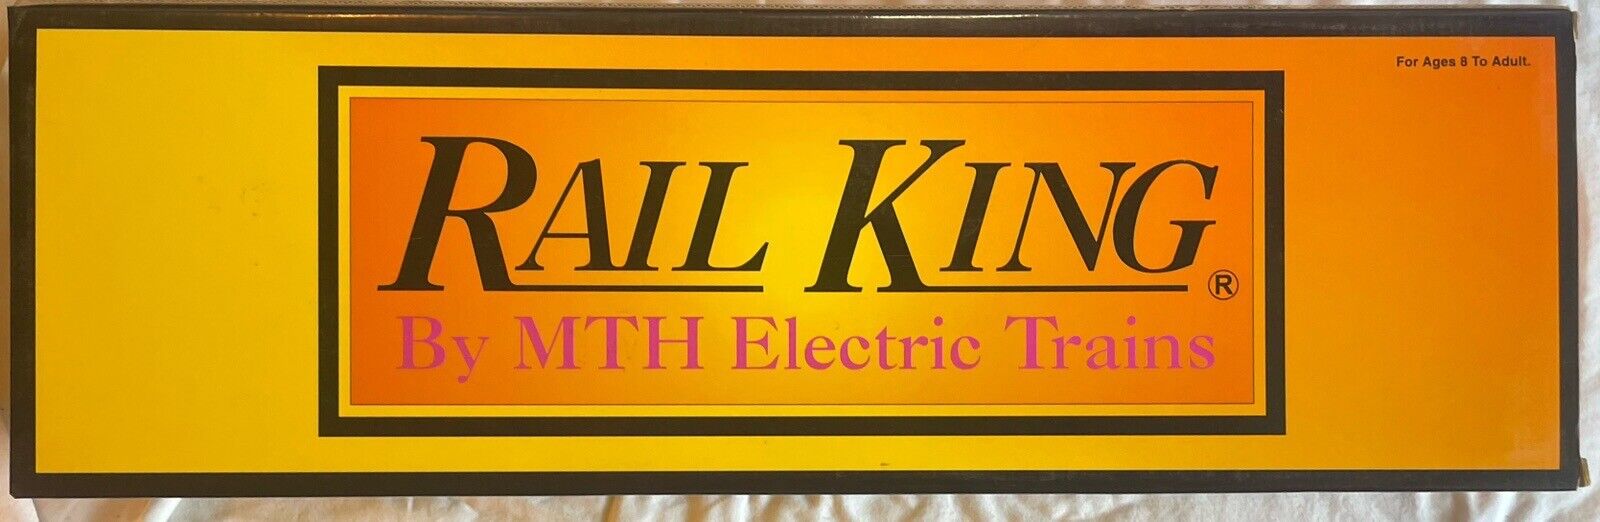 For Ages 8 To Adult.
RAIL KING ®
By MTH Electric Trains